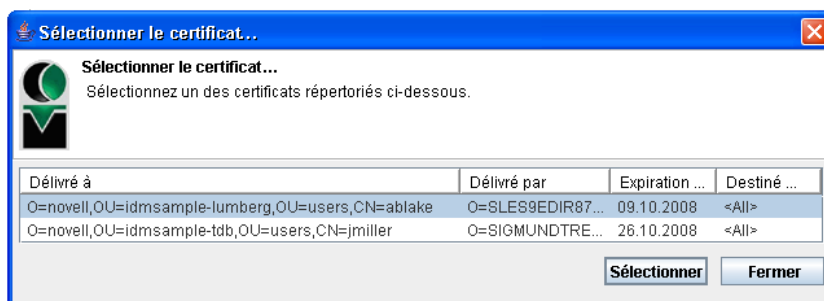 Sélectionner le certificat...
Sélectionner le certificat...
Sélectionnez un des certificats répertoriés ci-dessous.
Délivré à Délivré par Expiration ... Destiné ...
O=novell,OU=idmsample-lumberg,OU=users,CN=ablake O=SLES9EDIR87... 09.10.2008 <All>
O=novell,OU=idmsample-tdb,OU=users,CN=jmiller O=SIGMUNDTRE... 26.10.2008 <All>
Sélectionner Fermer